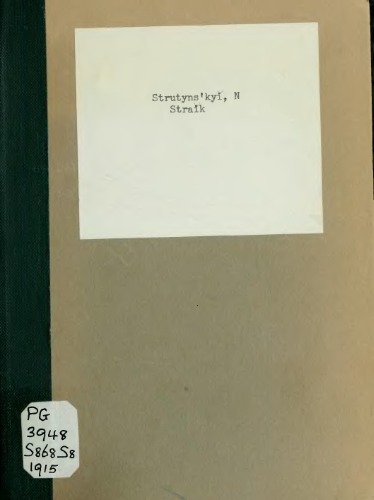 Strutyns'kyĭ, N
Straĭk
PG
3948
S868S8
1915